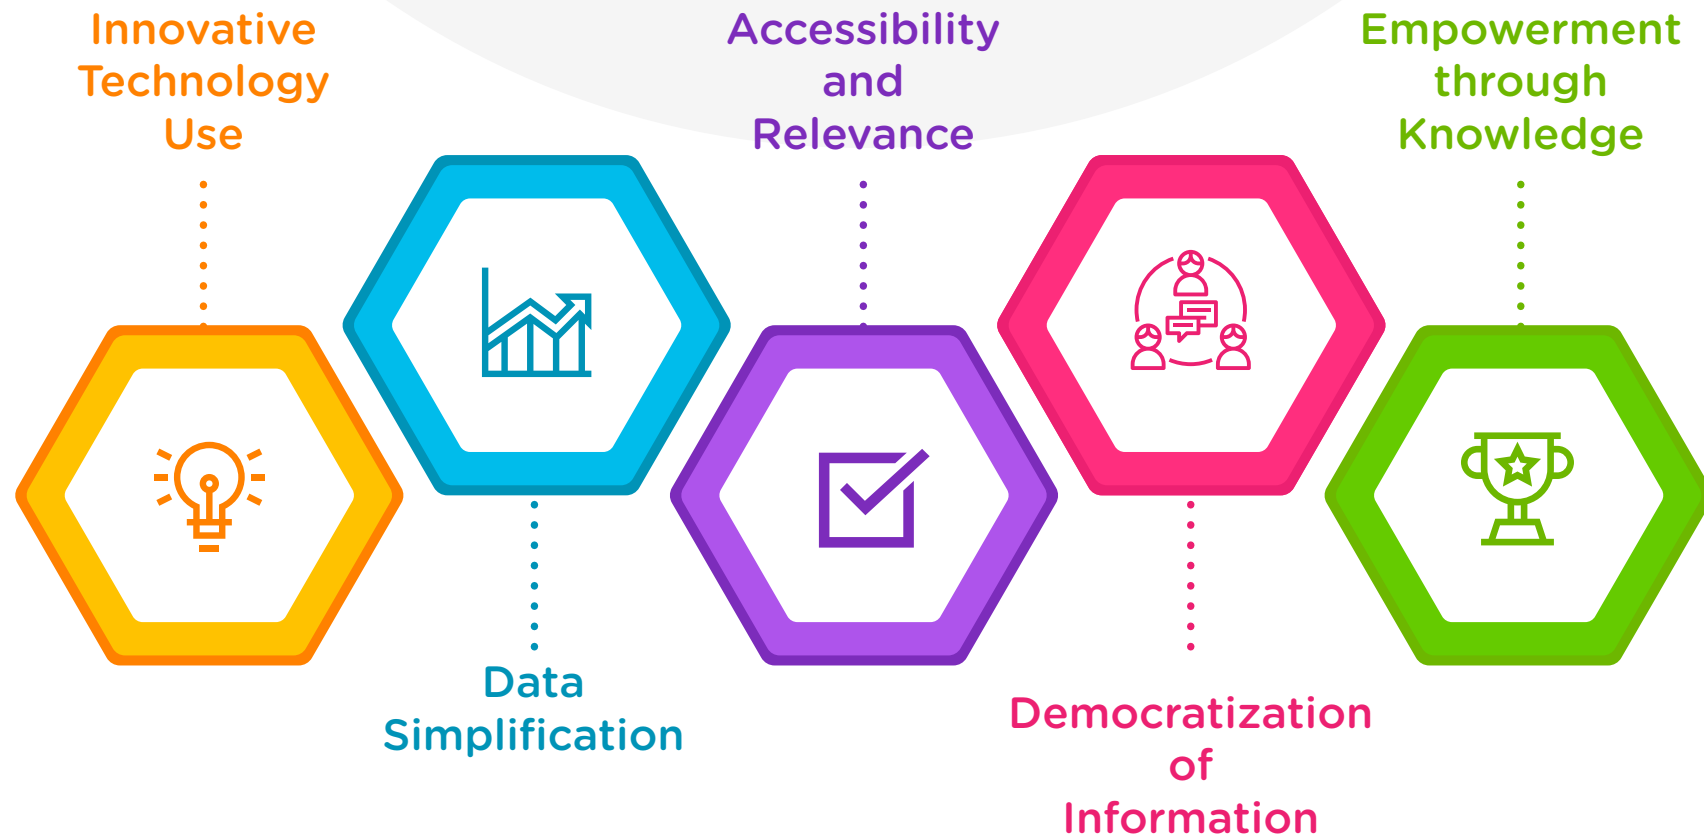 Innovative
Technology
Use
Data
Simplification
Accessibility
and
Relevance
Democratization
of
Information
Empowerment
through
Knowledge